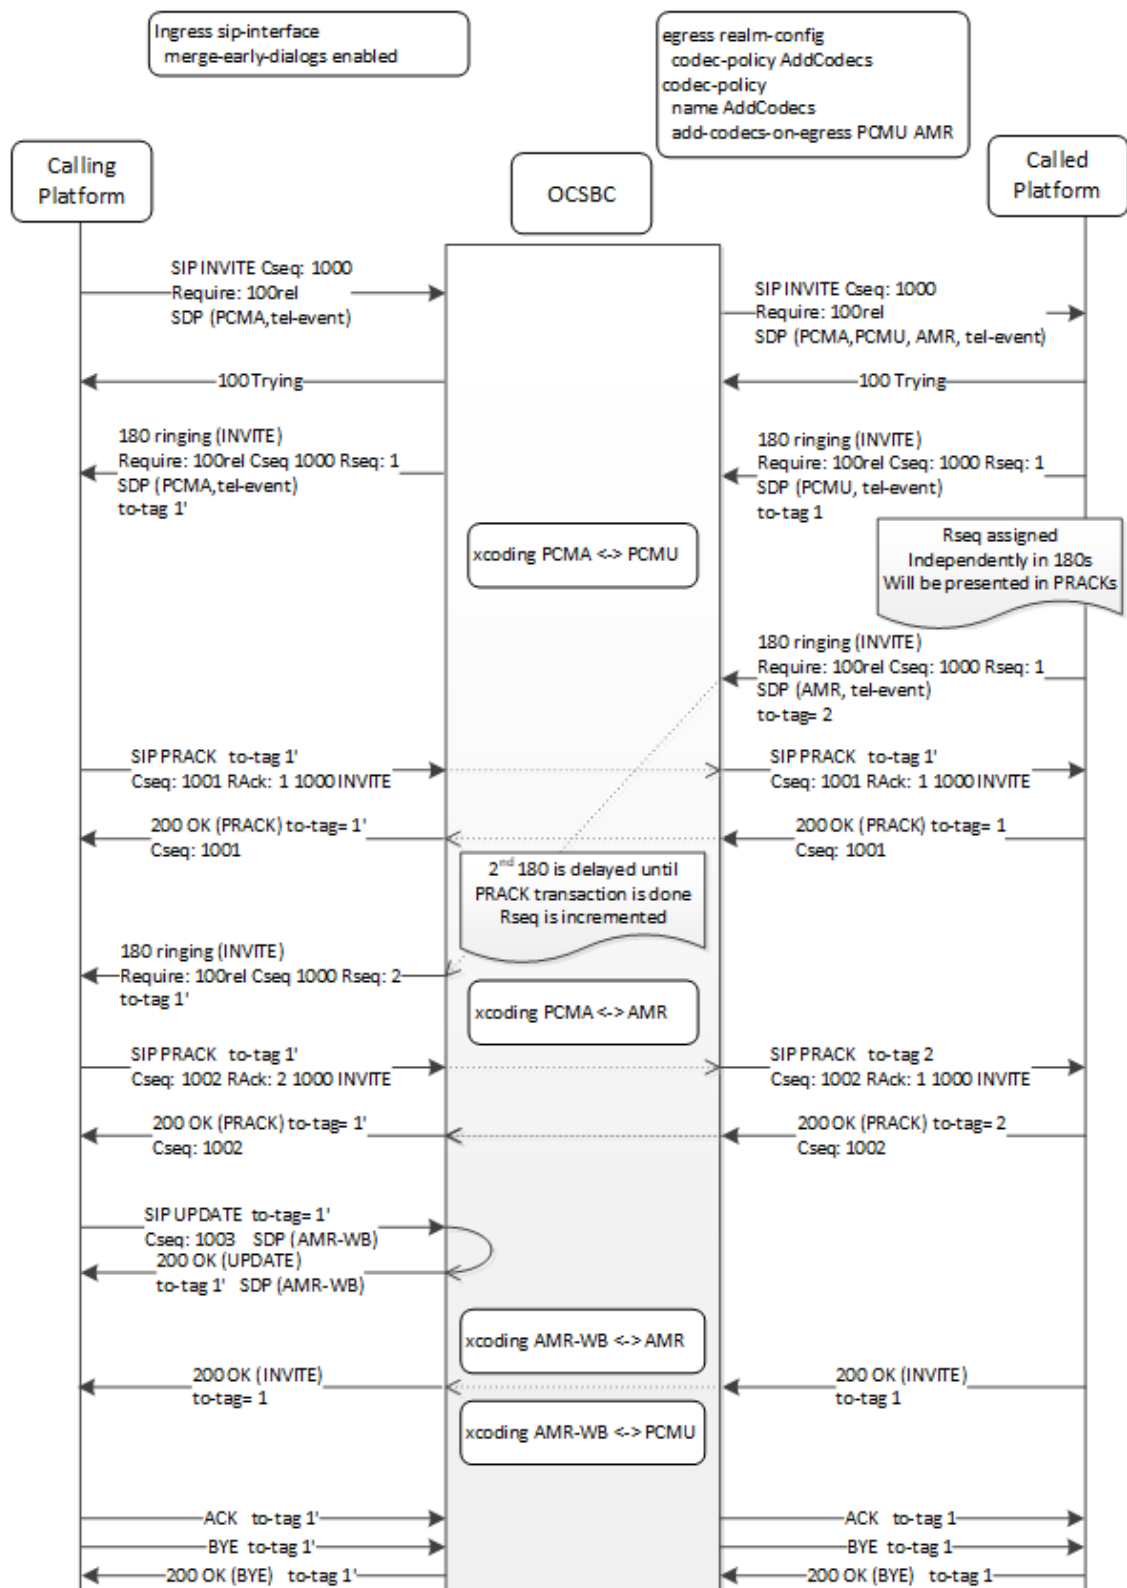 Ingress sip-interface
merge-early-dialogs enabled
egress realm-config
codec-policy AddCodecs
codec-policy
name AddCodecs
add-codecs-on-egress PCMU AMR
Calling
Platform
OCSBC
Called
Platform
SIP INVITE Cseq: 1000
Require: 100rel
SDP (PCMA,tel-event)
SIP INVITE Cseq: 1000
Require: 100rel
SDP (PCMA,PCMU, AMR, tel-event)
100 Trying
100 Trying
180 ringing (INVITE)
Require: 100rel Cseq 1000 Rseq: 1
SDP (PCMA,tel-event)
to-tag 1'
180 ringing (INVITE)
Require: 100rel Cseq: 1000 Rseq: 1
SDP (PCMU, tel-event)
to-tag 1
xcoding PCMA <-> PCMU
Rseq assigned
Independently in 180s
Will be presented in PRACKs
180 ringing (INVITE)
Require: 100rel Cseq: 1000 Rseq: 1
SDP (AMR, tel-event)
to-tag= 2
SIP PRACK to-tag 1'
Cseq: 1001 RAck: 1 1000 INVITE
SIP PRACK to-tag 1'
Cseq: 1001 RAck: 1 1000 INVITE
200 OK (PRACK) to-tag= 1'
Cseq: 1001
200 OK (PRACK) to-tag= 1
Cseq: 1001
2nd 180 is delayed until
PRACK transaction is done
Rseq is incremented
180 ringing (INVITE)
Require: 100rel Cseq 1000 Rseq: 2
to-tag 1'
xcoding PCMA <-> AMR
SIP PRACK to-tag 1'
Cseq: 1002 RAck: 2 1000 INVITE
SIP PRACK to-tag 2
Cseq: 1002 RAck: 1 1000 INVITE
200 OK (PRACK) to-tag= 1'
Cseq: 1002
200 OK (PRACK) to-tag= 2
Cseq: 1002
SIP UPDATE to-tag= 1'
Cseq: 1003 SDP (AMR-WB)
200 OK (UPDATE)
to-tag 1' SDP (AMR-WB)
xcoding AMR-WB <-> AMR
200 OK (INVITE)
to-tag= 1
200 OK (INVITE)
to-tag 1
xcoding AMR-WB <-> PCMU
ACK to-tag 1'
ACK to-tag 1
BYE to-tag 1'
BYE to-tag 1
200 OK (BYE) to-tag 1'
200 OK (BYE) to-tag 1